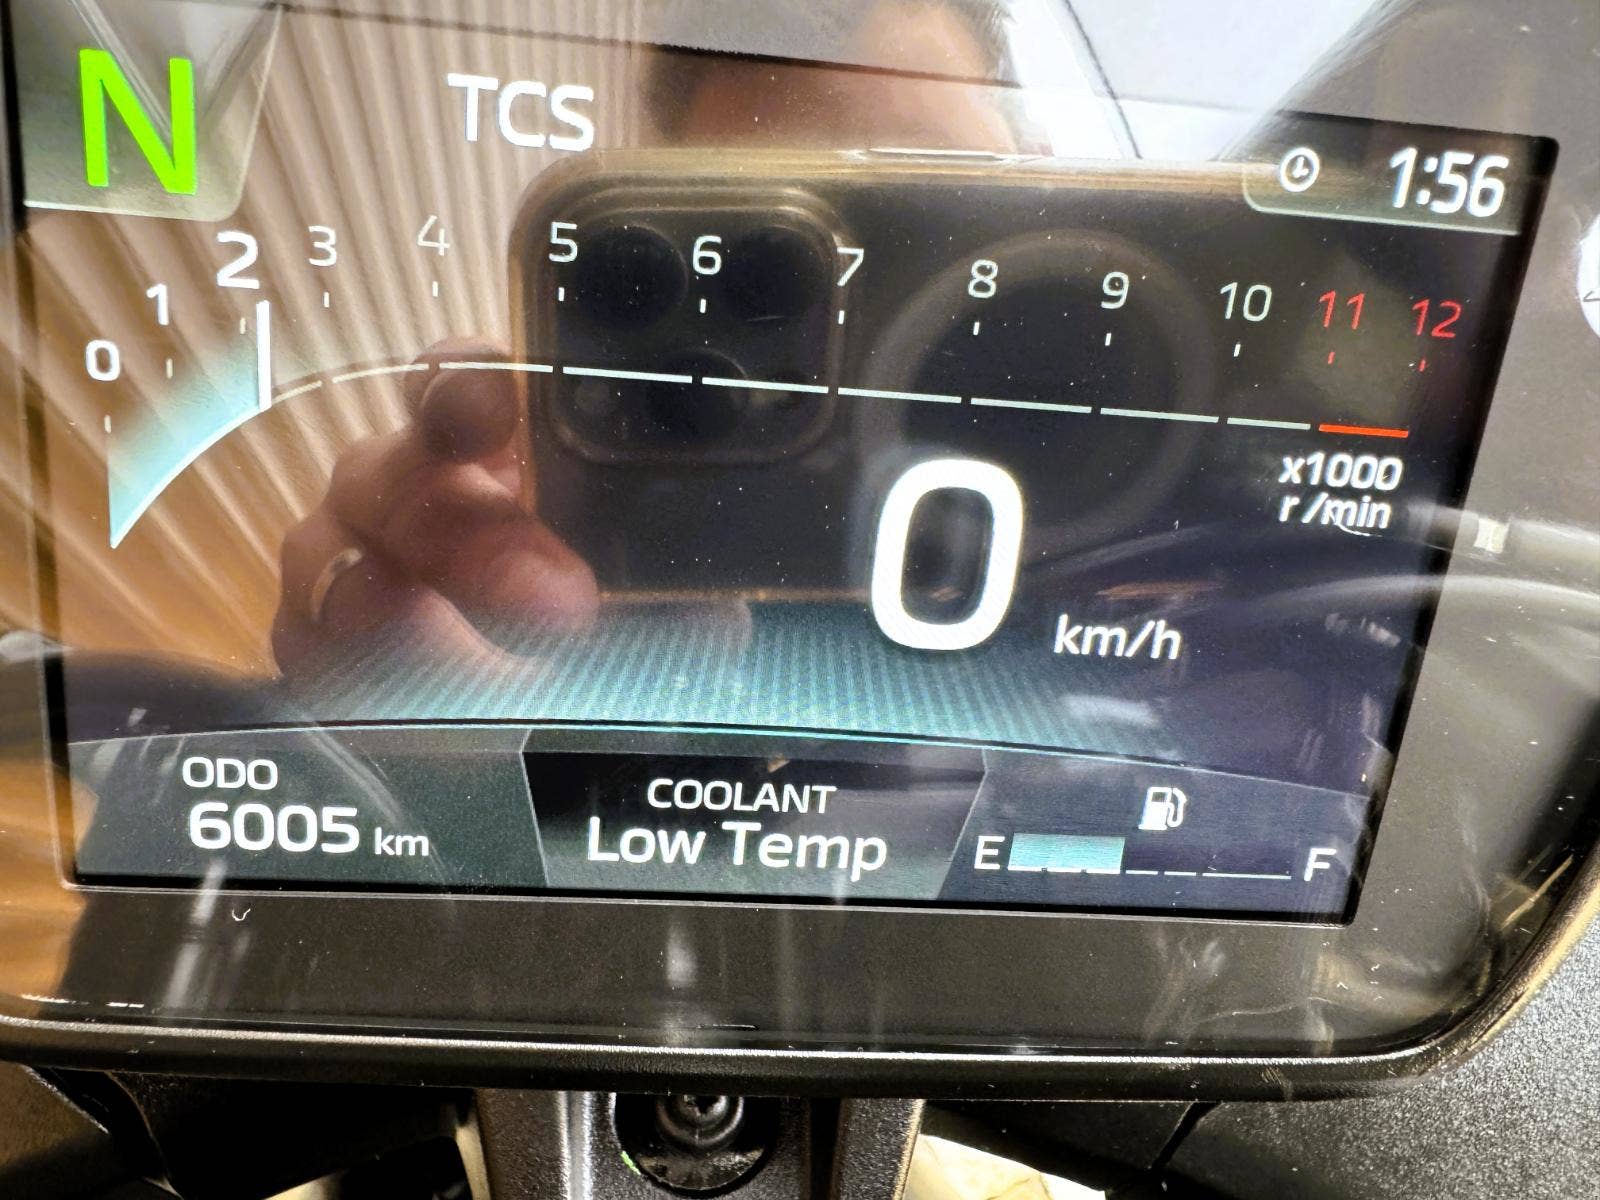 N
TCS
1:56
0 1 2 3 4 5 6 7 8 9 10 11 12
x1000
r/min
0 km/h
ODO
6005 km
COOLANT
Low Temp
E F